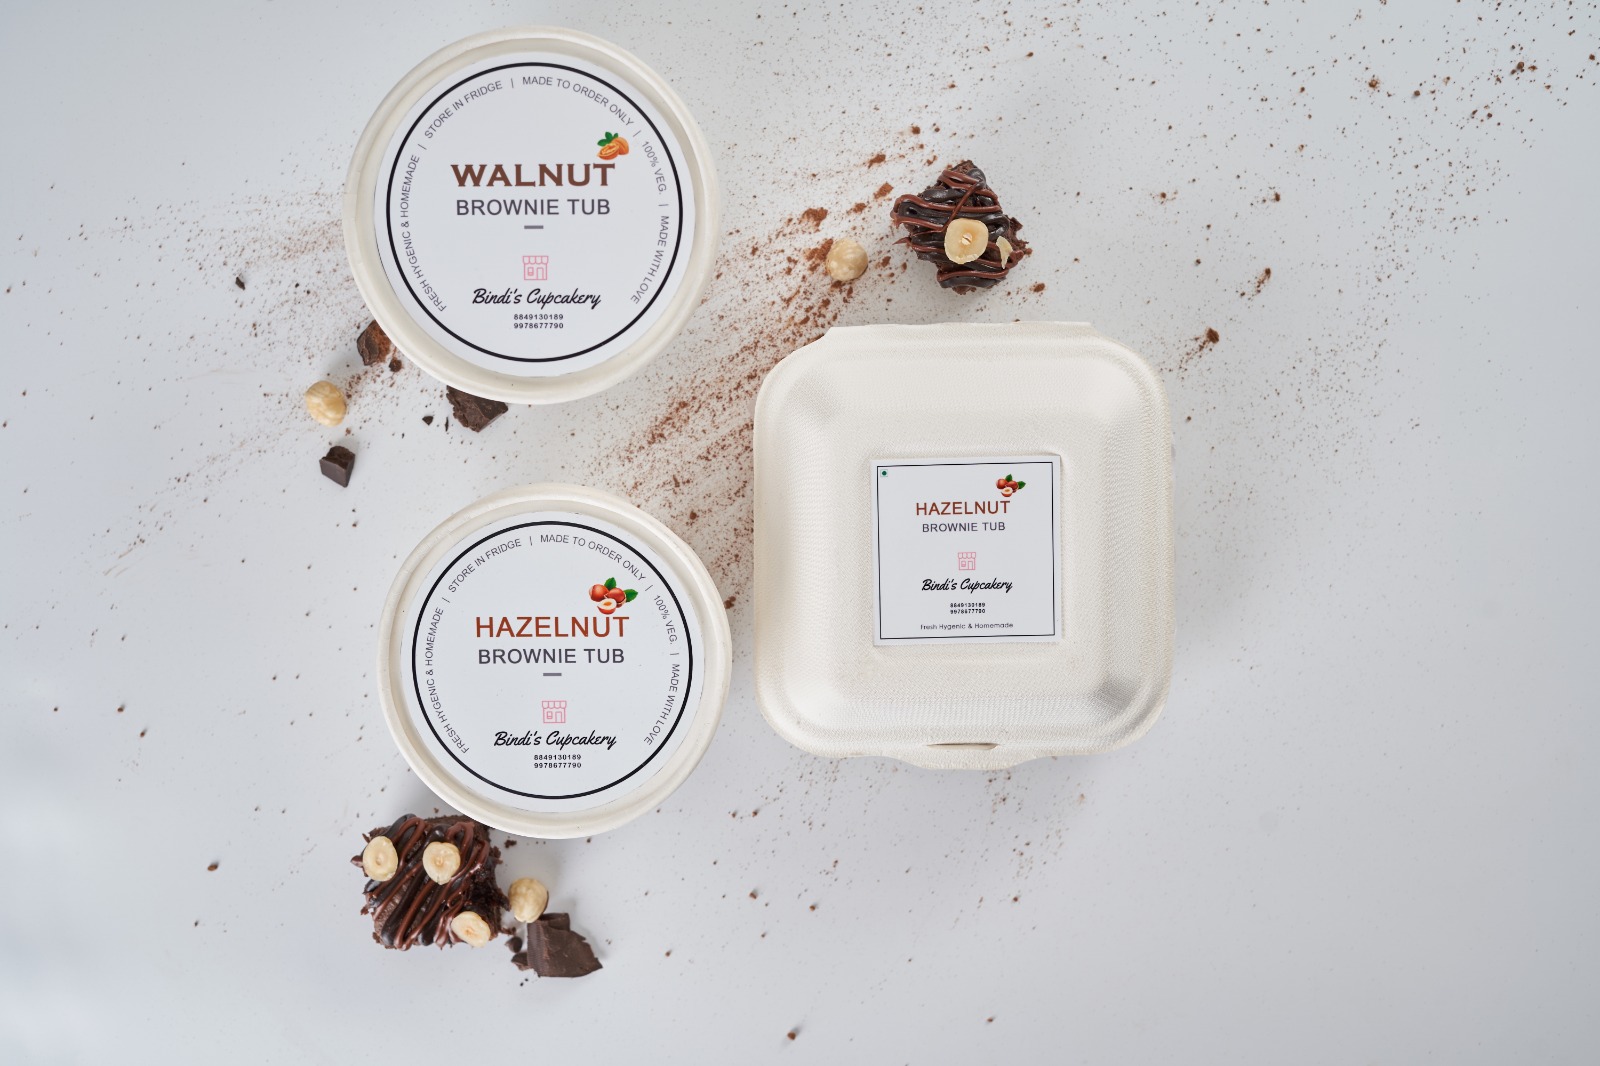 FRESH HYGENIC & HOMEMADE | STORE IN FRIDGE | MADE TO ORDER ONLY | 100% VEG. | MADE WITH LOVE
WALNUT
BROWNIE TUB
Bindi's Cupcakery
8849130189
9978677790
FRESH HYGENIC & HOMEMADE | STORE IN FRIDGE | MADE TO ORDER ONLY | 100% VEG. | MADE WITH LOVE
HAZELNUT
BROWNIE TUB
Bindi's Cupcakery
8849130189
9978677790
HAZELNUT
BROWNIE TUB
Bindi's Cupcakery
8849130189
9978677790
Fresh Hygenic & Homemade